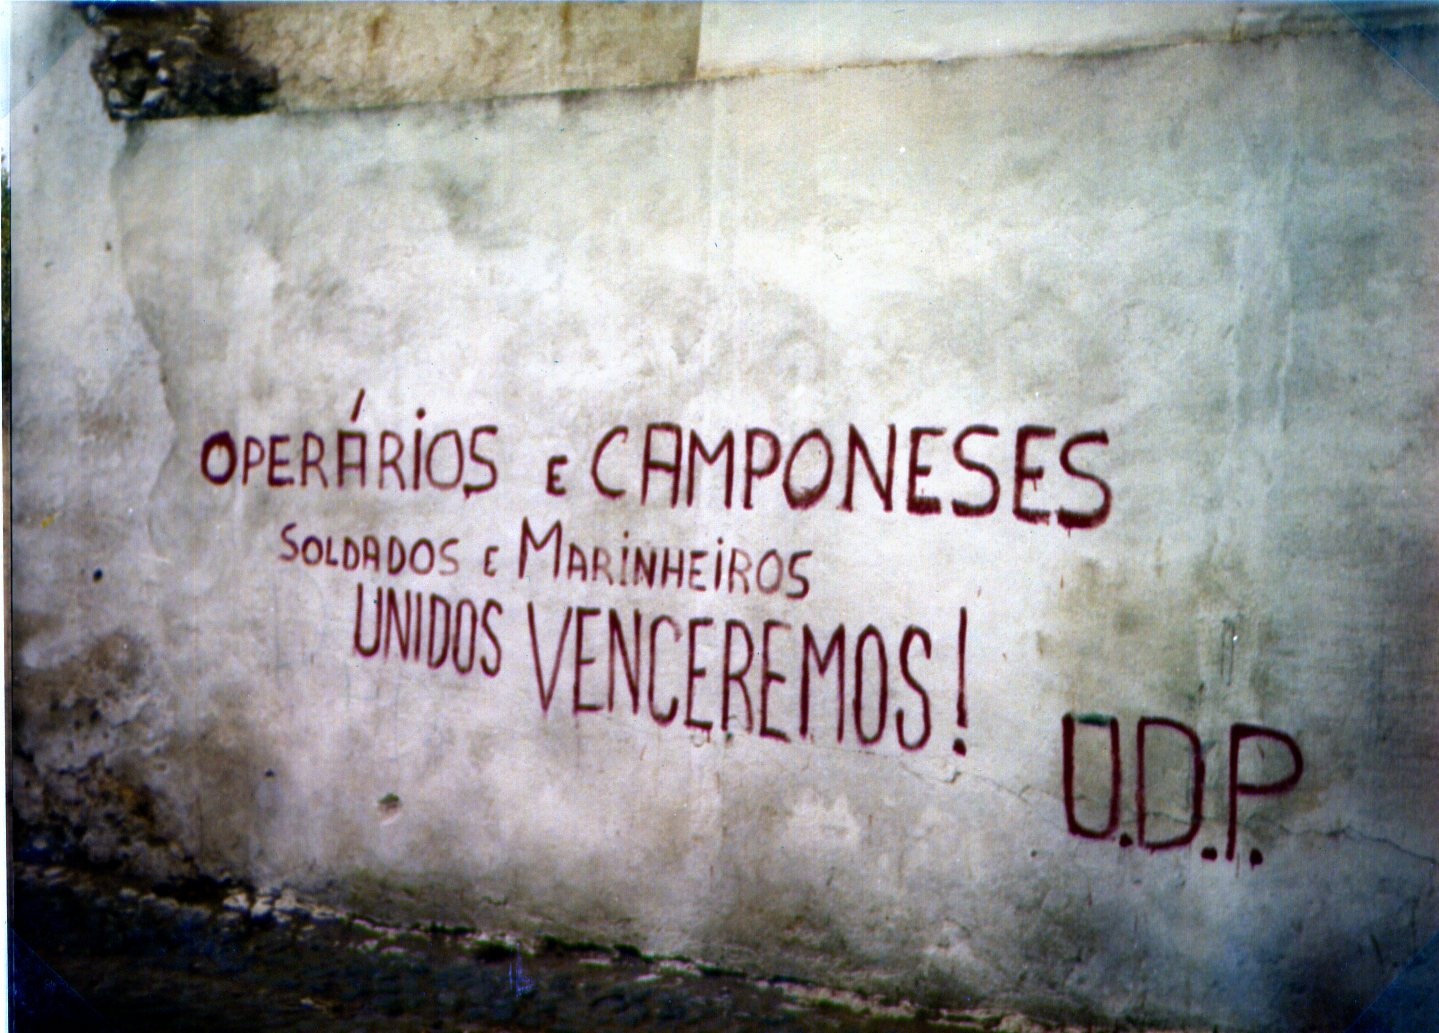 OPERÁRIOS E CAMPONESES
SOLDADOS E MARINHEIROS
UNIDOS VENCEREMOS!
U.D.P.